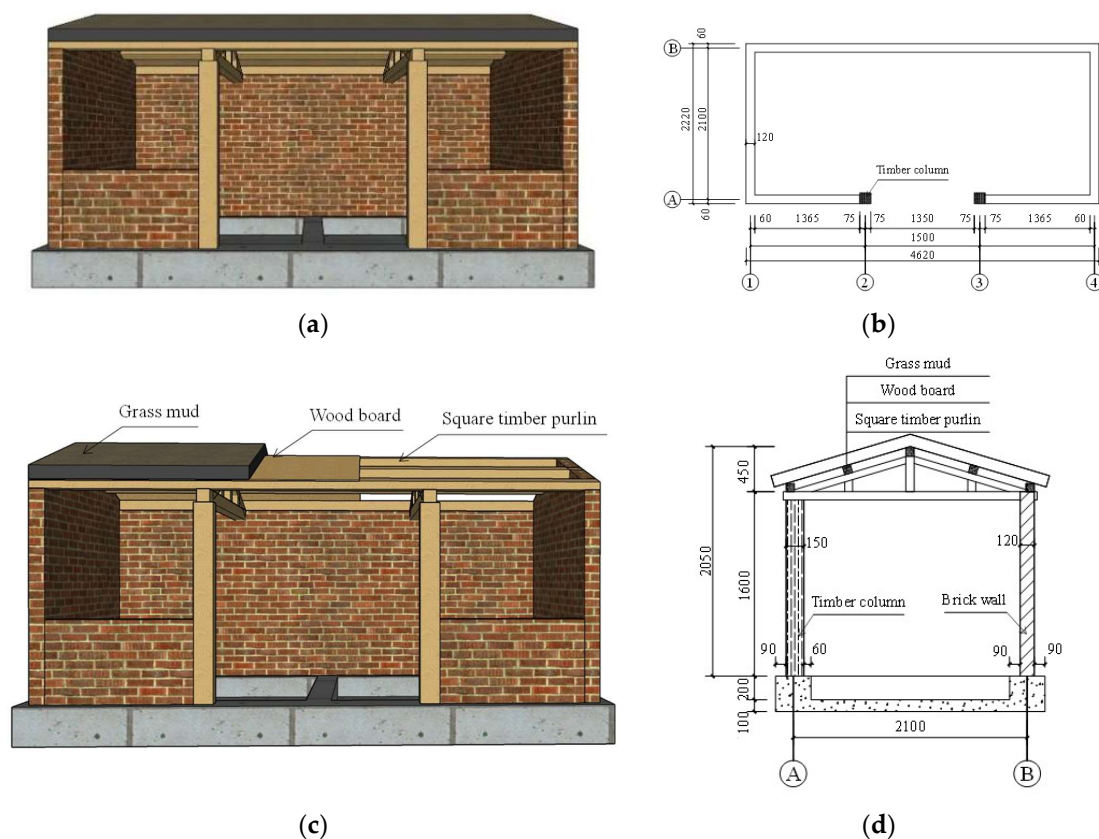 (a)
B
A
60
2220
2100
60
120
Timber column
60 1365 75 75 1350 75 75 1365 60
1500
4620
1 2 3 4
(b)
Grass mud
Wood board
Square timber purlin
(c)
Grass mud
Wood board
Square timber purlin
450
2050
1600
150
120
Timber column
Brick wall
90 60 90 90
200
100
2100
A B
(d)